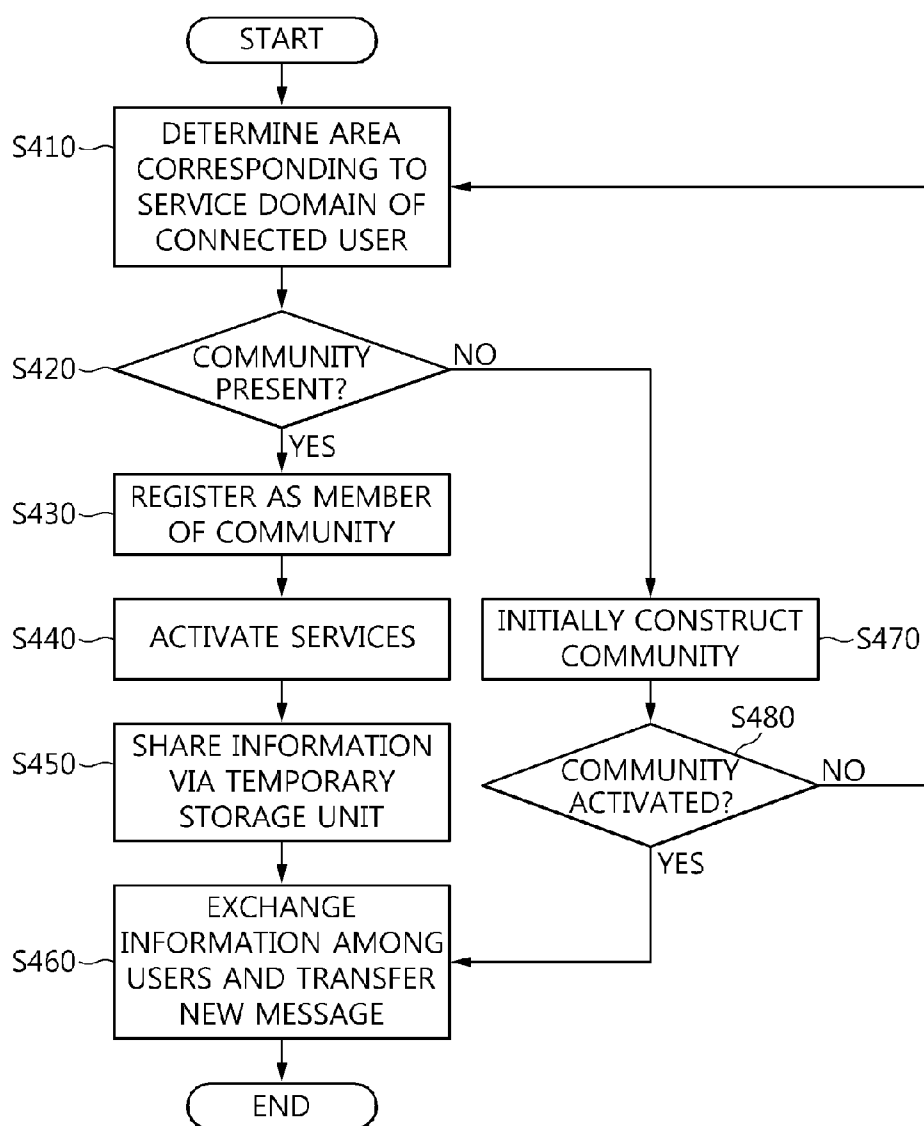 START
S410
DETERMINE AREA
CORRESPONDING TO
SERVICE DOMAIN OF
CONNECTED USER
S420
COMMUNITY
PRESENT?
NO
YES
S430
REGISTER AS MEMBER
OF COMMUNITY
S440
ACTIVATE SERVICES
INITIALLY CONSTRUCT
COMMUNITY
S470
S450
SHARE INFORMATION
VIA TEMPORARY
STORAGE UNIT
S480
COMMUNITY
ACTIVATED?
NO
YES
S460
EXCHANGE
INFORMATION AMONG
USERS AND TRANSFER
NEW MESSAGE
END